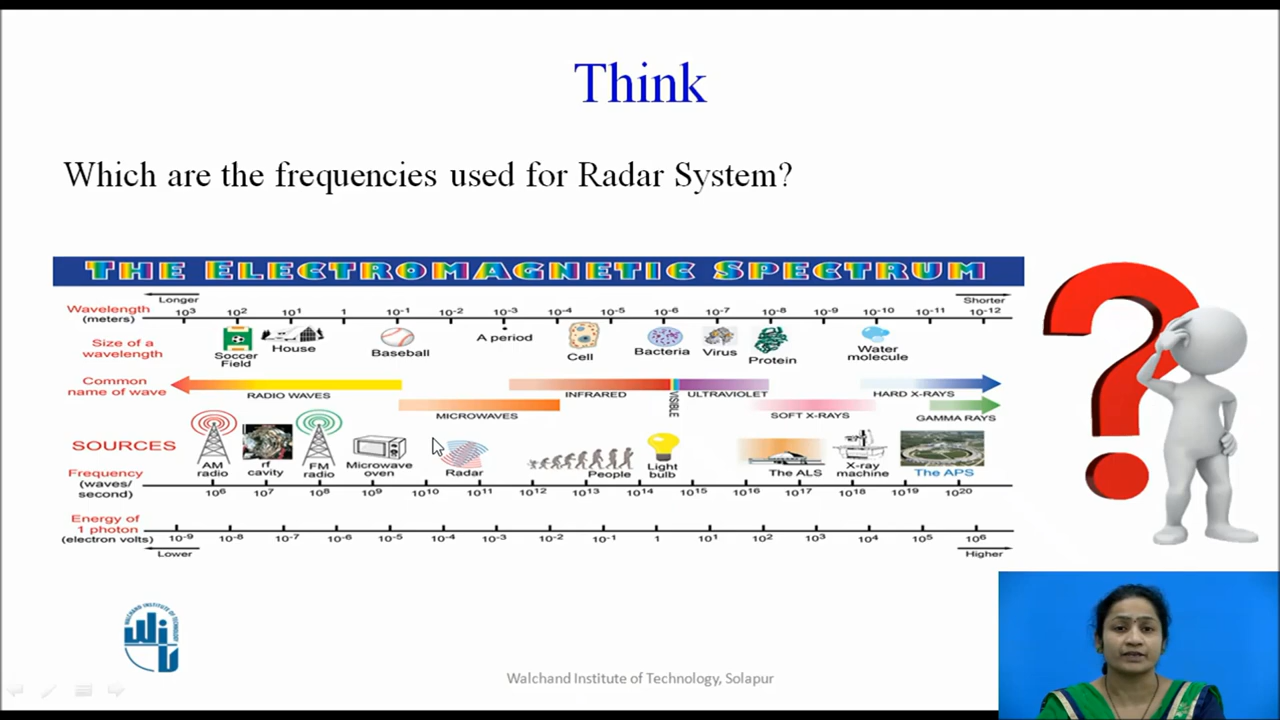 Think
Which are the frequencies used for Radar System?
THE ELECTROMAGNETIC SPECTRUM
Longer
Shorter
Wavelength
(meters)
10³ 10² 10¹ 1 10⁻¹ 10⁻² 10⁻³ 10⁻⁴ 10⁻⁵ 10⁻⁶ 10⁻⁷ 10⁻⁸ 10⁻⁹ 10⁻¹⁰ 10⁻¹¹ 10⁻¹²
Size of a
wavelength
Soccer
Field
House
Baseball
A period
Cell
Bacteria
Virus
Protein
Water
molecule
Common
name of wave
RADIO WAVES
MICROWAVES
INFRARED
VISIBLE
ULTRAVIOLET
SOFT X-RAYS
HARD X-RAYS
GAMMA RAYS
SOURCES
AM
radio
rf
cavity
FM
radio
Microwave
oven
Radar
People
Light
bulb
The ALS
X-ray
machine
The APS
Frequency
(waves/
second)
10⁶ 10⁷ 10⁸ 10⁹ 10¹⁰ 10¹¹ 10¹² 10¹³ 10¹⁴ 10¹⁵ 10¹⁶ 10¹⁷ 10¹⁸ 10¹⁹ 10²⁰
Energy of
1 photon
(electron volts)
10⁻⁹ 10⁻⁸ 10⁻⁷ 10⁻⁶ 10⁻⁵ 10⁻⁴ 10⁻³ 10⁻² 10⁻¹ 1 10¹ 10² 10³ 10⁴ 10⁵ 10⁶
Lower
Higher
WALCHAND INSTITUTE OF TECHNOLOGY
WIT
Walchand Institute of Technology, Solapur